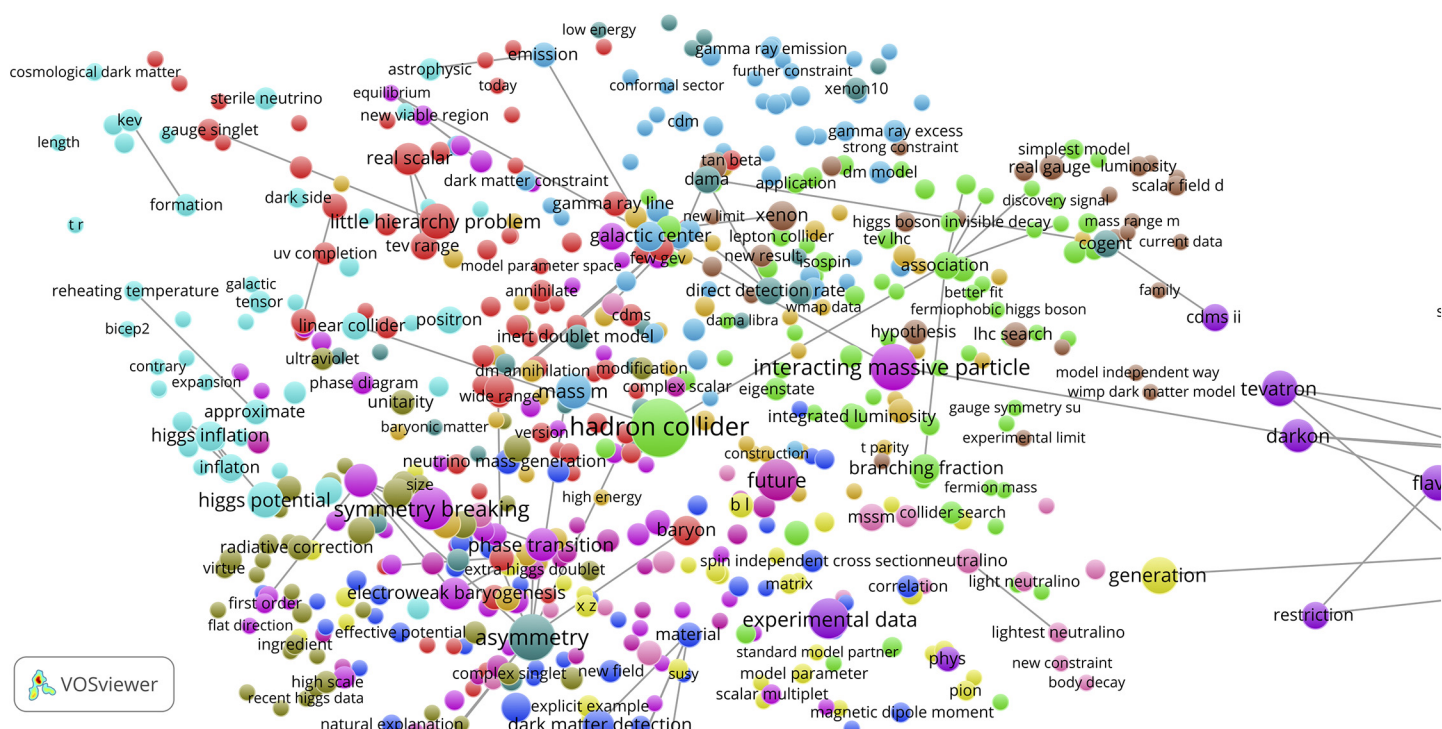 low energy
gamma ray emission
emission
astrophysic
cosmological dark matter
further constraint
conformal sector
today
xenon10
equilibrium
sterile neutrino
new viable region
kev
gauge singlet
cdm
gamma ray excess
length
strong constraint
simplest model
real scalar
tan beta
real gauge
luminosity
dark matter constraint
dama
application
dm model
scalar field d
dark side
formation
gamma ray line
discovery signal
t r
little hierarchy problem
new limit
xenon
higgs boson invisible decay
mass range m
tev range
galactic center
lepton collider
tev lhc
cogent
current data
uv completion
few gev
new result
isospin
model parameter space
association
reheating temperature
galactic
tensor
annihilate
direct detection rate
better fit
family
wmap data
fermiophobic higgs boson
bicep2
linear collider
positron
cdms
dama libra
cdms ii
inert doublet model
hypothesis
lhc search
ultraviolet
contrary
dm annihilation
modification
interacting massive particle
model independent way
expansion
phase diagram
complex scalar
eigenstate
wimp dark matter model
tevatron
unitarity
wide range
mass m
approximate
gauge symmetry su
integrated luminosity
baryonic matter
hadron collider
higgs inflation
version
experimental limit
darkon
t parity
construction
neutrino mass generation
inflaton
branching fraction
future
size
flav
higgs potential
high energy
fermion mass
symmetry breaking
b l
mssm
collider search
baryon
phase transition
radiative correction
virtue
extra higgs doublet
spin independent cross section
neutralino
generation
matrix
correlation
light neutralino
electroweak baryogenesis
first order
x z
restriction
flat direction
effective potential
asymmetry
material
experimental data
lightest neutralino
ingredient
standard model partner
phys
new constraint
complex singlet
new field
susy
model parameter
high scale
body decay
VOSviewer
recent higgs data
scalar multiplet
pion
explicit example
magnetic dipole moment
natural explanation
dark matter detection